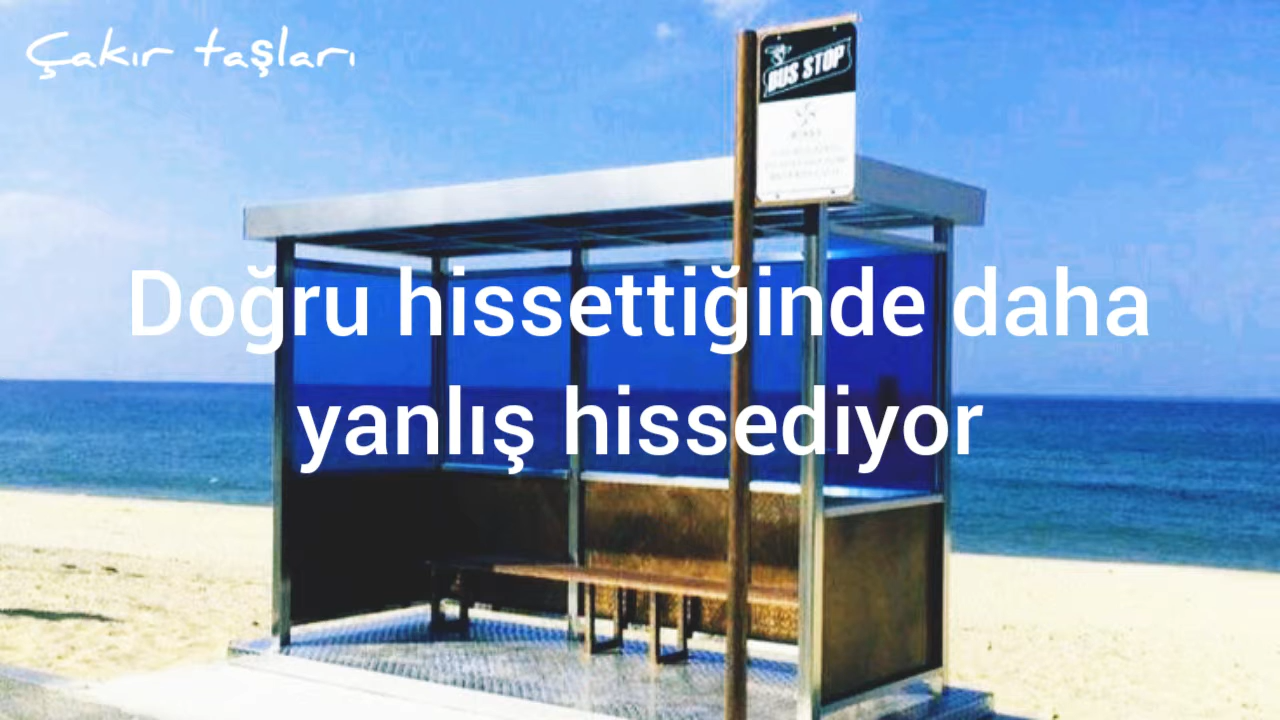 Çakır taşları
BUS STOP
Doğru hissettiğinde daha
yanlış hissediyor